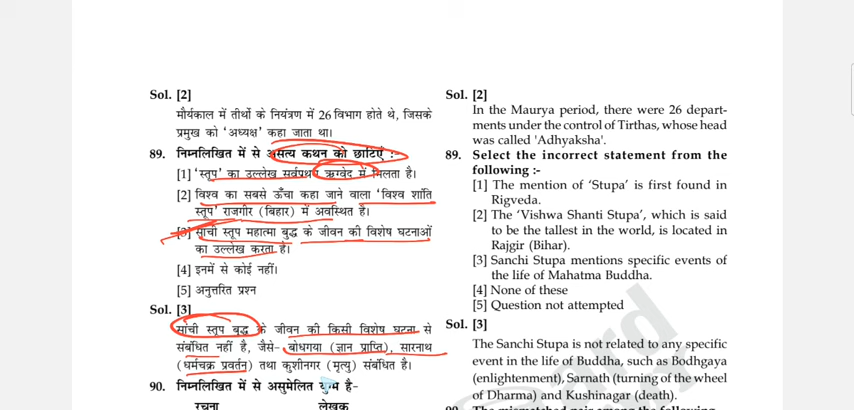 Sol. [2]
मौर्यकाल में तीर्थो के नियंत्रण में 26 विभाग होते थे, जिसके
प्रमुख को 'अध्यक्ष' कहा जाता था।
89. निम्नलिखित में से असत्य कथन को छांटिएं :-
[1] 'स्तूप' का उल्लेख सर्वप्रथम ऋग्वेद में मिलता है।
[2] विश्व का सबसे ऊँचा कहा जाने वाला 'विश्व शांति
स्तूप' राजगीर (बिहार) में अवस्थित है।
[3] सांची स्तूप महात्मा बुद्ध के जीवन की विशेष घटनाओं
का उल्लेख करता है।
[4] इनमें से कोई नहीं।
[5] अनुत्तरित प्रश्न
Sol. [3]
सांची स्तूप बुद्ध के जीवन की किसी विशेष घटना से
संबंधित नहीं है, जैसे- बोधगया (ज्ञान प्राप्ति), सारनाथ
(धर्मचक्र प्रवर्तन) तथा कुशीनगर (मृत्यु) संबंधित है।
90. निम्नलिखित में से असुमेलित युग्म है-
रचना लेखक
Sol. [2]
In the Maurya period, there were 26 depart-
ments under the control of Tirthas, whose head
was called 'Adhyaksha'.
89. Select the incorrect statement from the
following :-
[1] The mention of 'Stupa' is first found in
Rigveda.
[2] The 'Vishwa Shanti Stupa', which is said
to be the tallest in the world, is located in
Rajgir (Bihar).
[3] Sanchi Stupa mentions specific events of
the life of Mahatma Buddha.
[4] None of these
[5] Question not attempted
Sol. [3]
The Sanchi Stupa is not related to any specific
event in the life of Buddha, such as Bodhgaya
(enlightenment), Sarnath (turning of the wheel
of Dharma) and Kushinagar (death).
90. The mismatched pair among the following